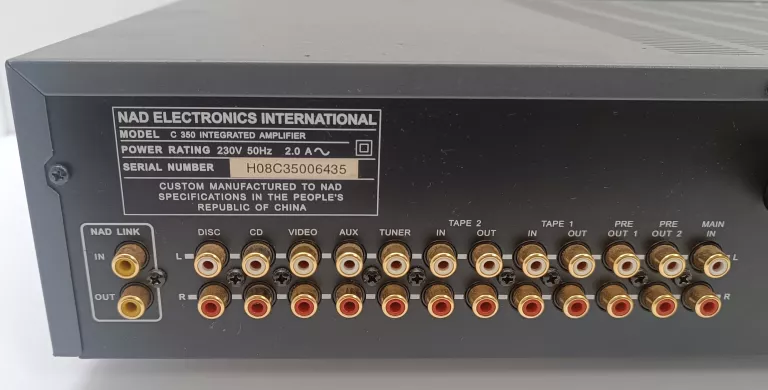 NAD ELECTRONICS INTERNATIONAL
MODEL C 350 INTEGRATED AMPLIFIER
POWER RATING 230V 50Hz 2.0 A~
SERIAL NUMBER H08C35006435
CUSTOM MANUFACTURED TO NAD
SPECIFICATIONS IN THE PEOPLE'S
REPUBLIC OF CHINA
NAD LINK
IN
OUT
DISC CD VIDEO AUX TUNER
TAPE 2
IN OUT
TAPE 1
IN OUT
PRE
OUT 1
PRE
OUT 2
MAIN
IN
L L
R R